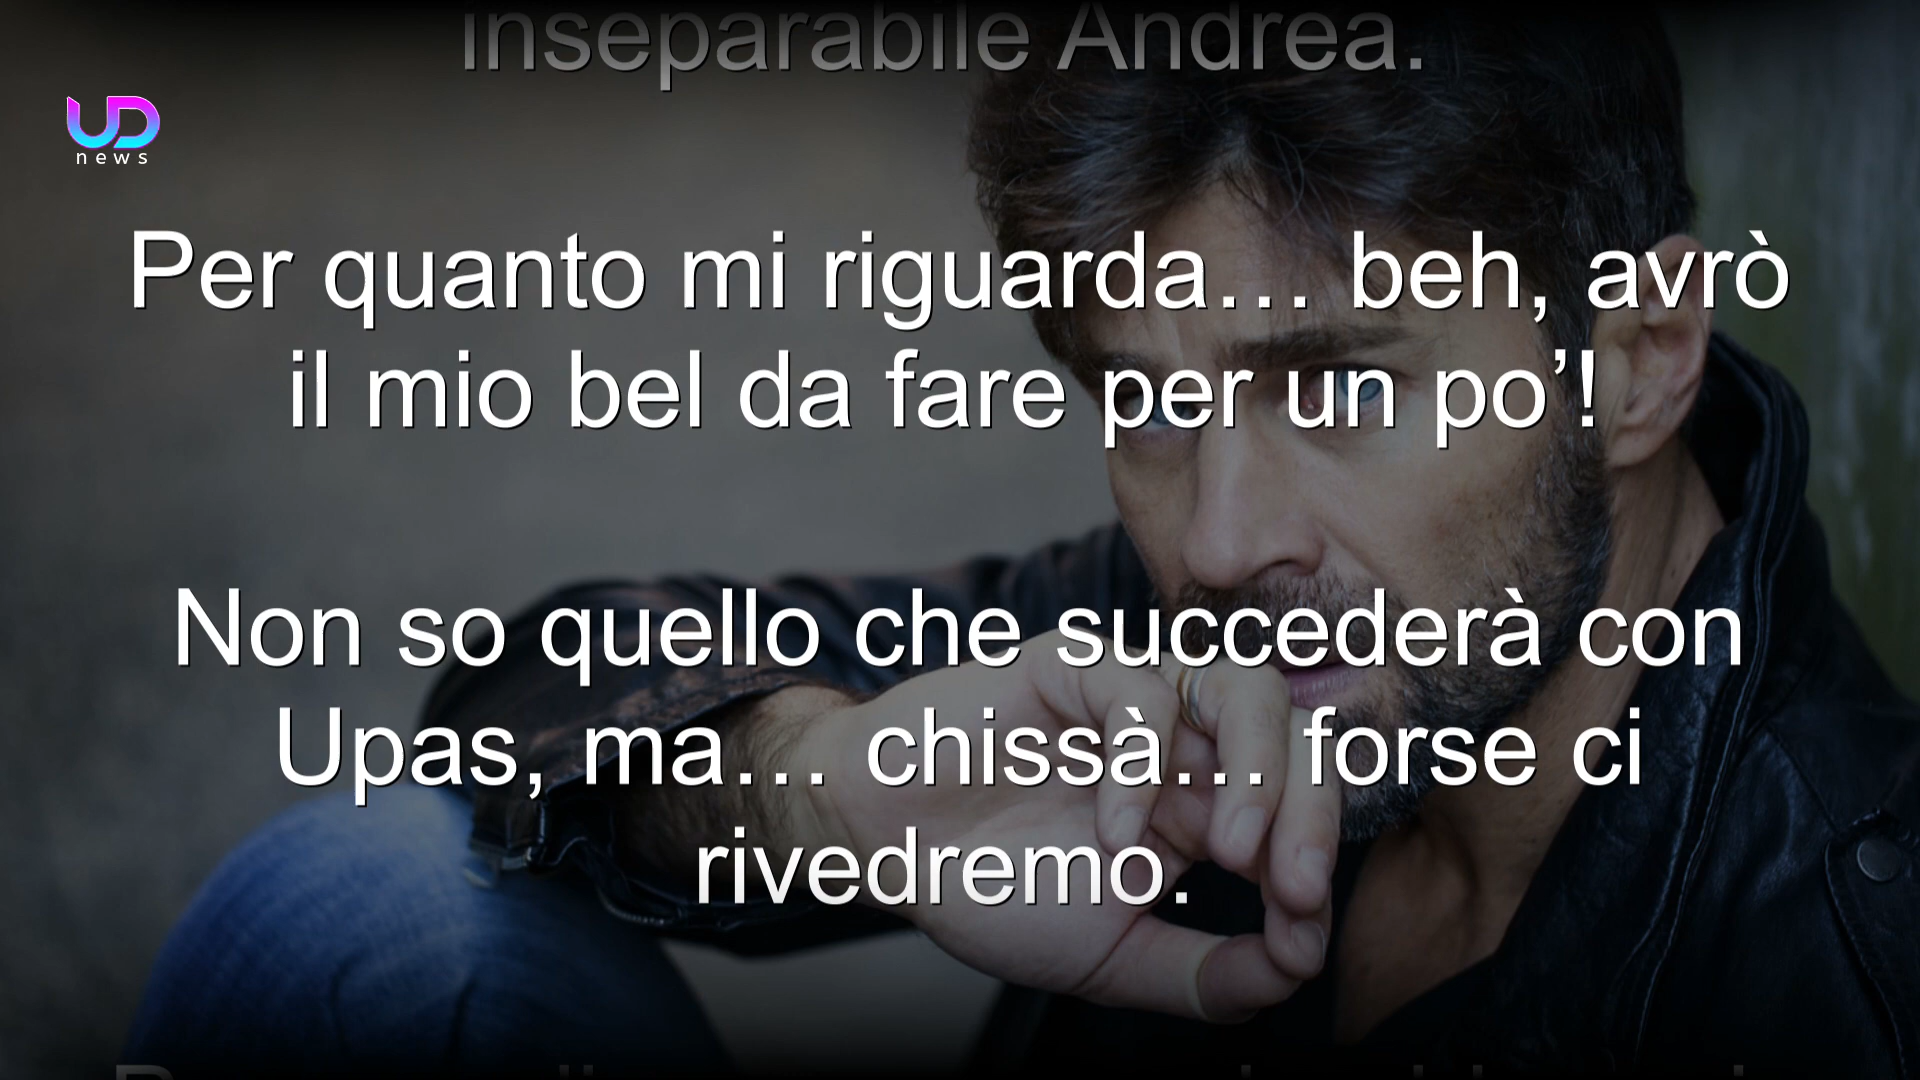 inseparabile Andrea.
UD
news
Per quanto mi riguarda… beh, avrò
il mio bel da fare per un po’!
Non so quello che succederà con
Upas, ma… chissà… forse ci
rivedremo.